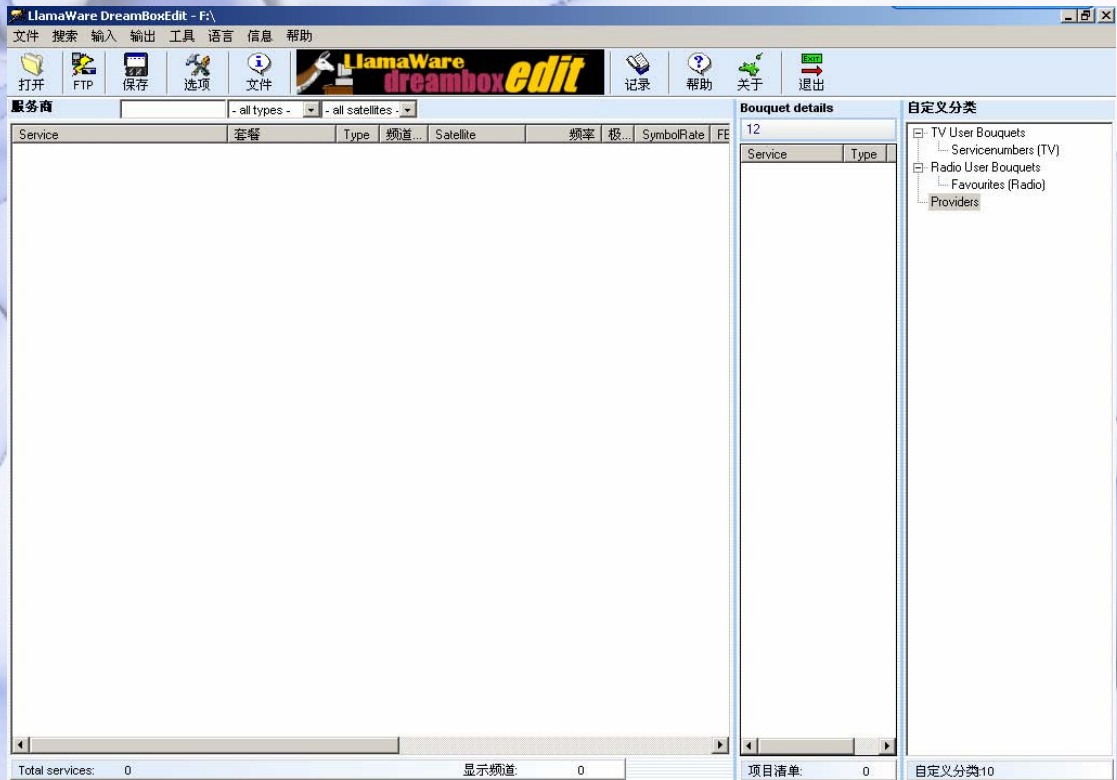 LlamaWare DreamBoxEdit - F:\
文件 搜索 输入 输出 工具 语言 信息 帮助
打开 FTP 保存 选项 文件 LlamaWare dreambox edit 记录 帮助 关于 EXIT 退出
服务商 - all types - - all satellites - Bouquet details 自定义分类
Service 套餐 Type 频道... Satellite 频率 极... SymbolRate FE
12
Service Type
TV User Bouquets
Servicenumbers (TV)
Radio User Bouquets
Favourites (Radio)
Providers
Total services: 0 显示频道: 0 项目清单: 0 自定义分类:10